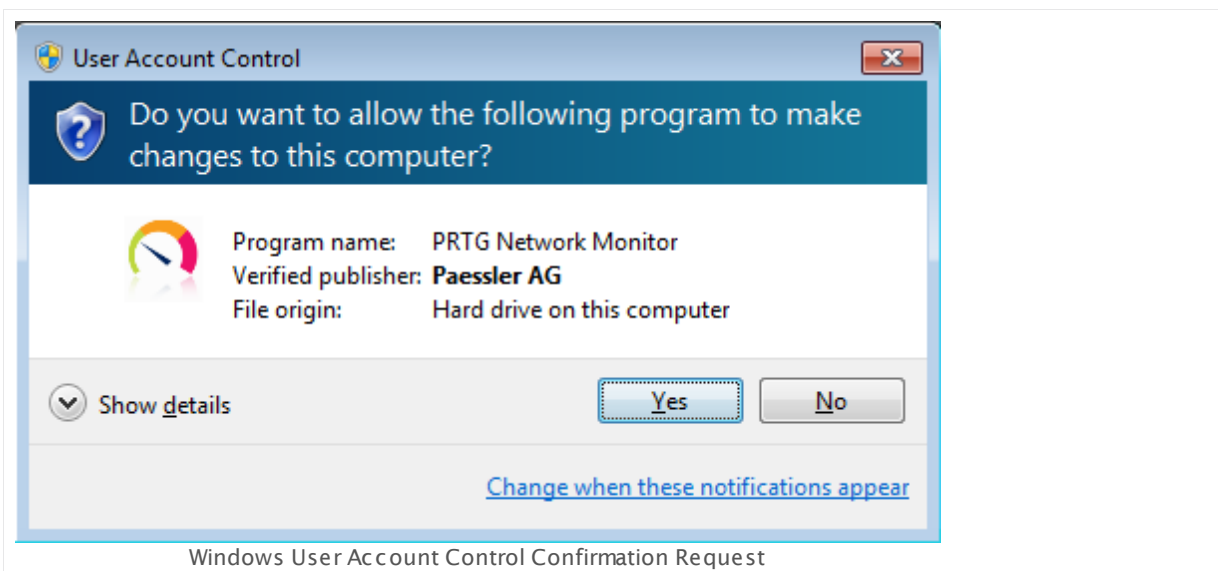 User Account Control
Do you want to allow the following program to make
changes to this computer?
Program name: PRTG Network Monitor
Verified publisher: Paessler AG
File origin: Hard drive on this computer
Show details
Yes
No
Change when these notifications appear
Windows User Account Control Confirmation Request